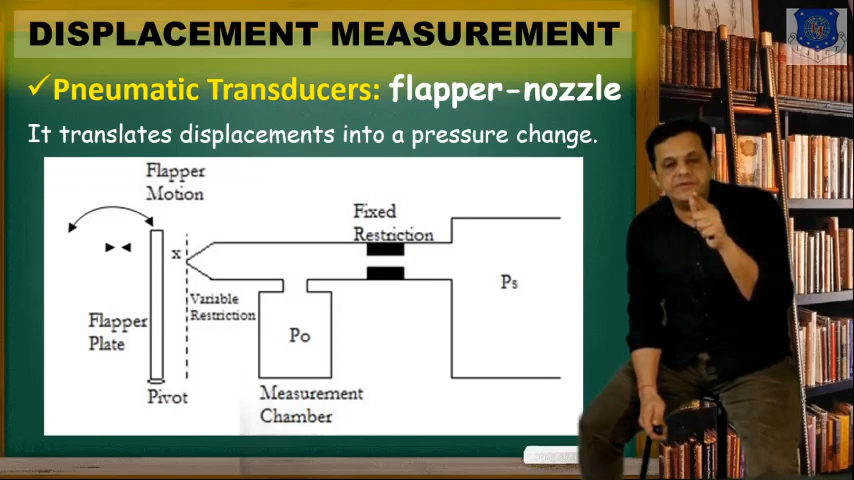 DISPLACEMENT MEASUREMENT
✓Pneumatic Transducers: flapper-nozzle
It translates displacements into a pressure change.
Flapper
Motion
Fixed
Restriction
x
Ps
Variable
Restriction
Flapper
Plate
Po
Pivot
Measurement
Chamber